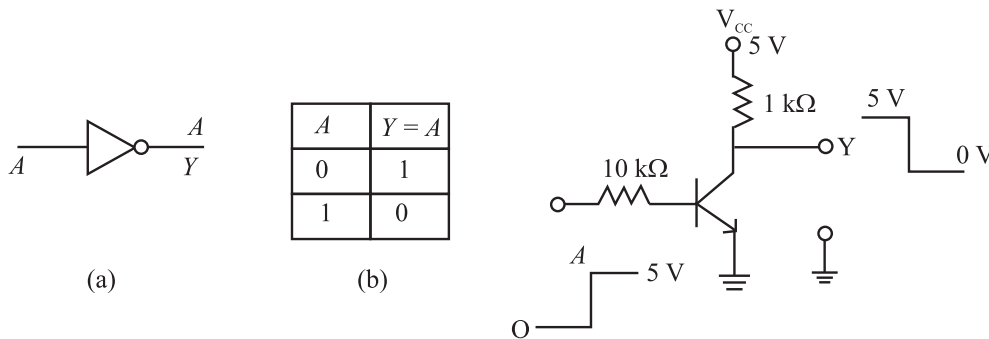 A
A
Y
(a)
A Y = A
0 1
1 0
(b)
V_CC
5 V
1 kΩ
Y
10 kΩ
A
5 V
O
5 V
0 V